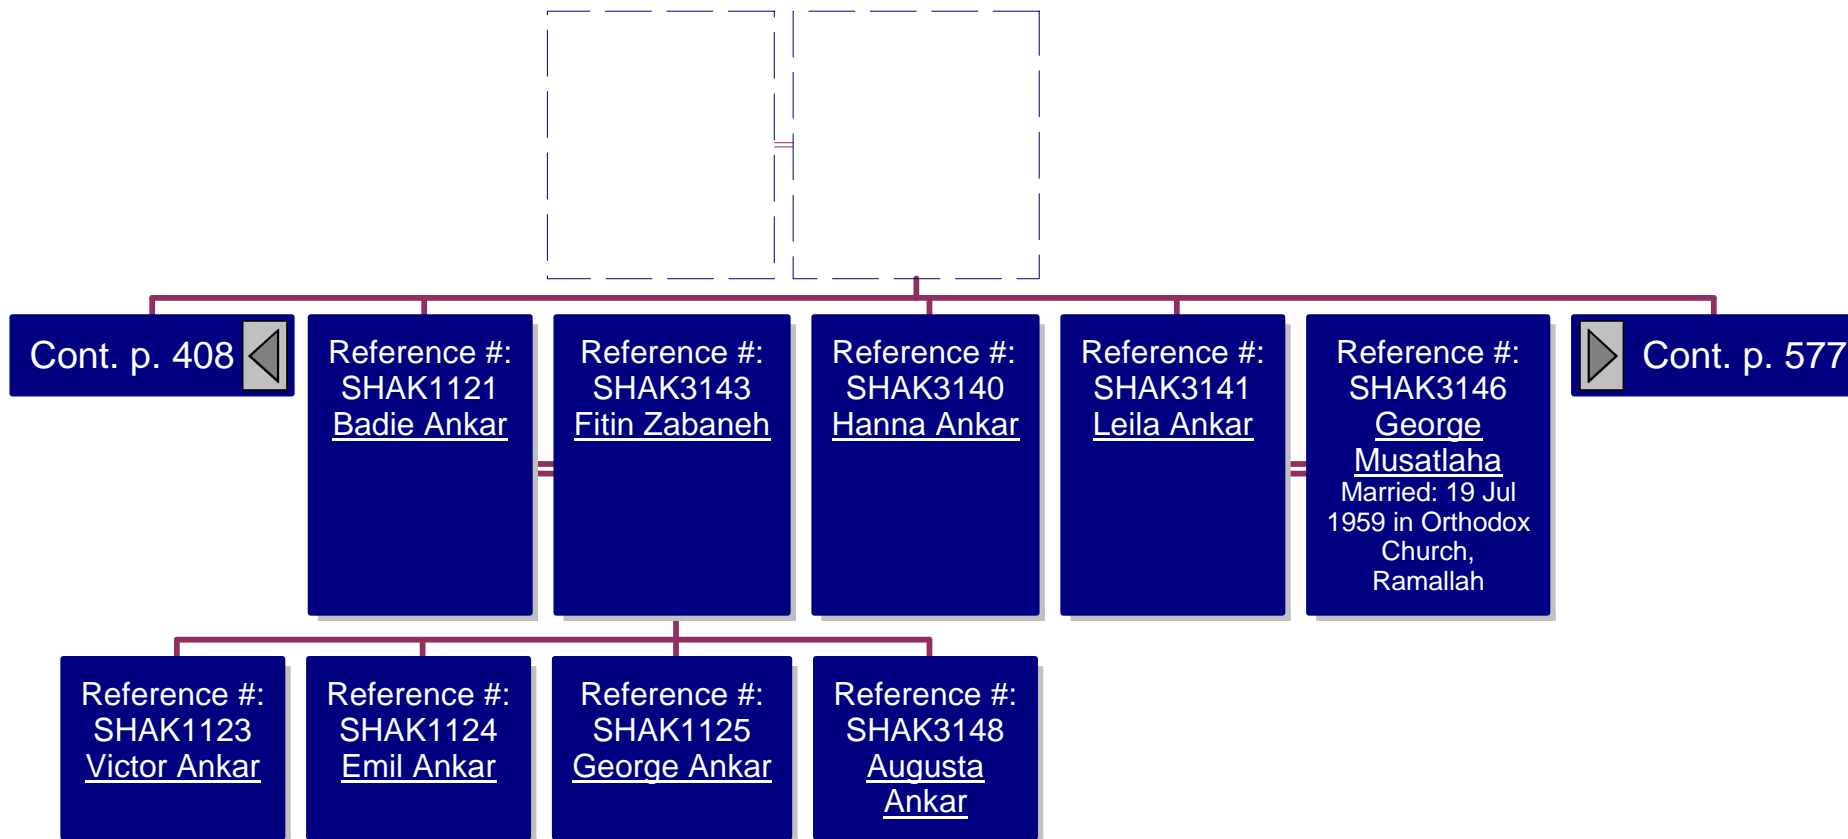 Cont. p. 408
Reference #:
SHAK1121
Badie Ankar
Reference #:
SHAK3143
Fitin Zabaneh
Reference #:
SHAK3140
Hanna Ankar
Reference #:
SHAK3141
Leila Ankar
Reference #:
SHAK3146
George
Musatlaha
Married: 19 Jul
1959 in Orthodox
Church,
Ramallah
Cont. p. 577
Reference #:
SHAK1123
Victor Ankar
Reference #:
SHAK1124
Emil Ankar
Reference #:
SHAK1125
George Ankar
Reference #:
SHAK3148
Augusta
Ankar